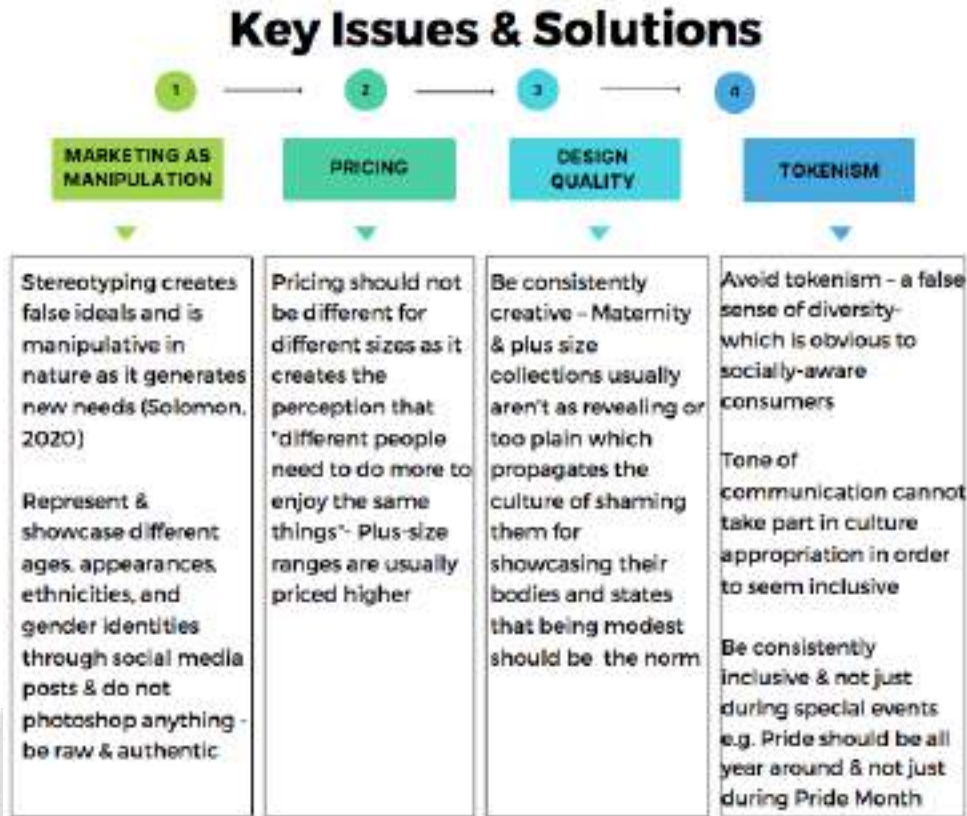 Key Issues & Solutions
1
2
3
4
MARKETING AS
MANIPULATION
PRICING
DESIGN
QUALITY
TOKENISM
Stereotyping creates
false ideals and is
manipulative in
nature as it generates
new needs (Solomon,
2020)
Represent &
showcase different
ages, appearances,
ethnicities, and
gender identities
through social media
posts & do not
photoshop anything -
be raw & authentic
Pricing should not
be different for
different sizes as it
creates the
perception that
"different people
need to do more to
enjoy the same
things"- Plus-size
ranges are usually
priced higher
Be consistently
creative - Maternity
& plus size
collections usually
aren't as revealing or
too plain which
propagates the
culture of shaming
them for
showcasing their
bodies and states
that being modest
should be the norm
Avoid tokenism - a false
sense of diversity-
which is obvious to
socially-aware
consumers
Tone of
communication cannot
take part in culture
appropriation in order
to seem inclusive
Be consistently
inclusive & not just
during special events
e.g. Pride should be all
year around & not just
during Pride Month